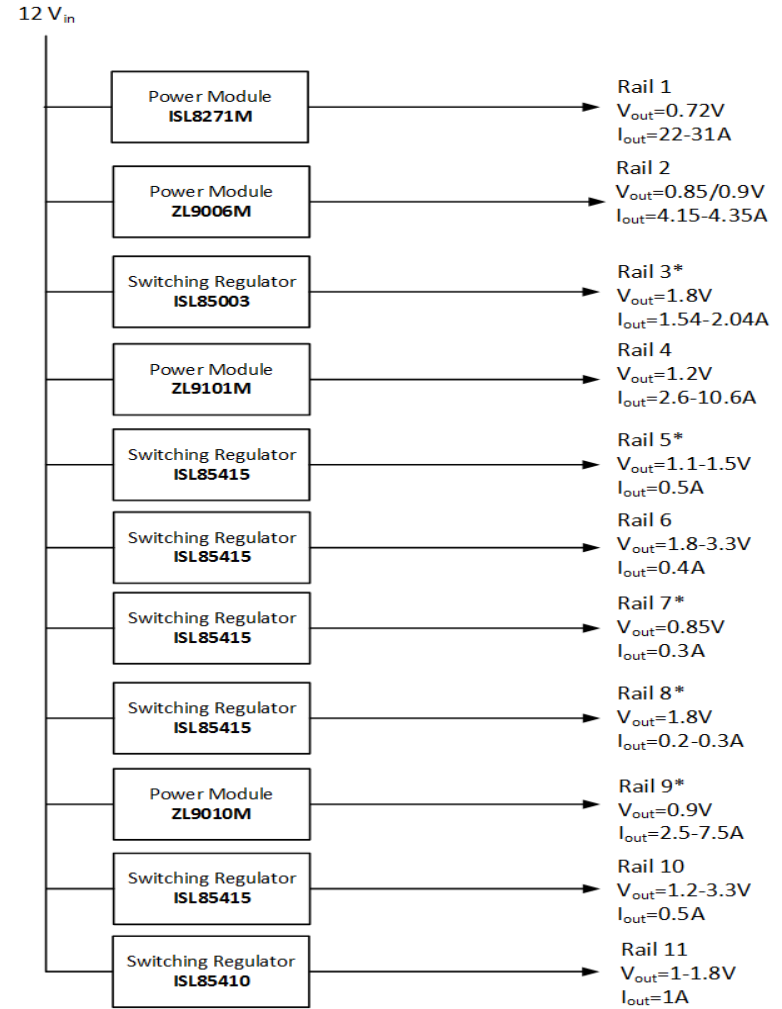 12 Vin
Power Module
ISL8271M
Rail 1
Vout=0.72V
Iout=22-31A
Power Module
ZL9006M
Rail 2
Vout=0.85/0.9V
Iout=4.15-4.35A
Switching Regulator
ISL85003
Rail 3*
Vout=1.8V
Iout=1.54-2.04A
Power Module
ZL9101M
Rail 4
Vout=1.2V
Iout=2.6-10.6A
Switching Regulator
ISL85415
Rail 5*
Vout=1.1-1.5V
Iout=0.5A
Switching Regulator
ISL85415
Rail 6
Vout=1.8-3.3V
Iout=0.4A
Switching Regulator
ISL85415
Rail 7*
Vout=0.85V
Iout=0.3A
Switching Regulator
ISL85415
Rail 8*
Vout=1.8V
Iout=0.2-0.3A
Power Module
ZL9010M
Rail 9*
Vout=0.9V
Iout=2.5-7.5A
Switching Regulator
ISL85415
Rail 10
Vout=1.2-3.3V
Iout=0.5A
Switching Regulator
ISL85410
Rail 11
Vout=1-1.8V
Iout=1A